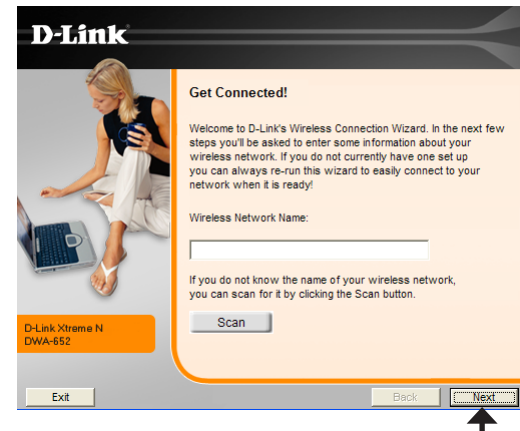 D-Link
Get Connected!
Welcome to D-Link's Wireless Connection Wizard. In the next few
steps you'll be asked to enter some information about your
wireless network. If you do not currently have one set up
you can always re-run this wizard to easily connect to your
network when it is ready!
Wireless Network Name:
If you do not know the name of your wireless network,
you can scan for it by clicking the Scan button.
Scan
D-Link Xtreme N
DWA-652
Exit
Back
Next